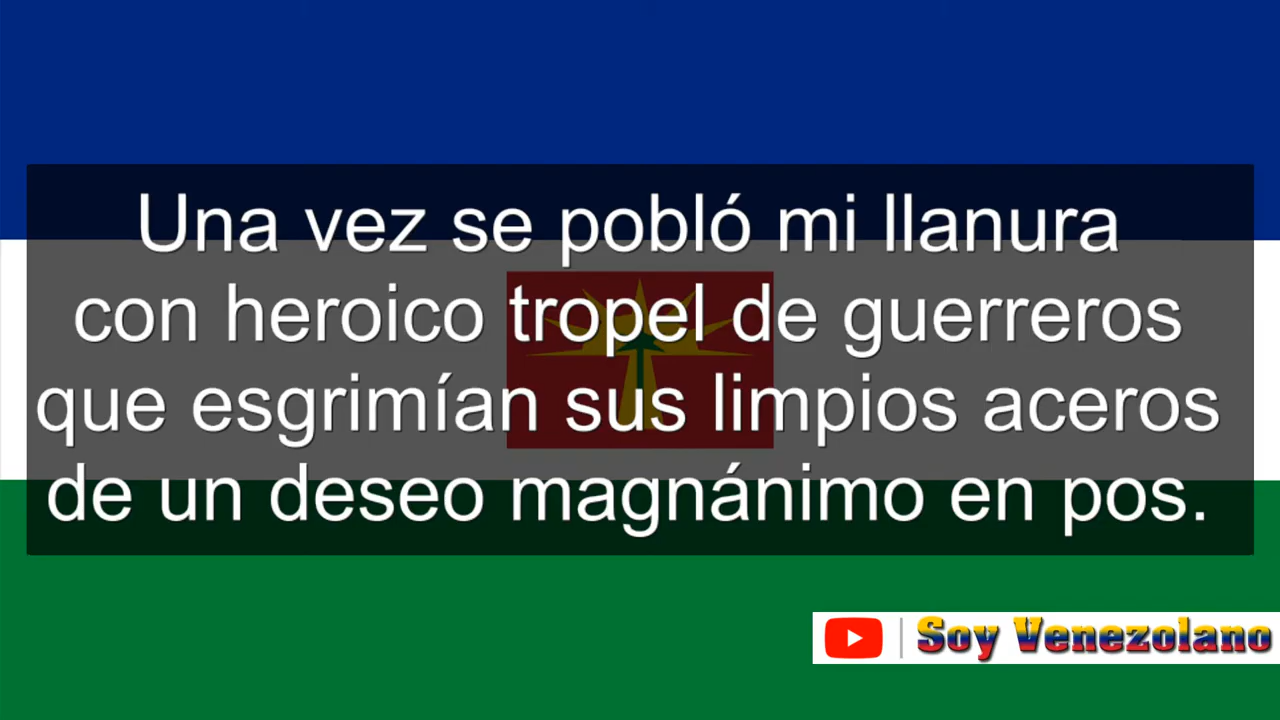 Una vez se pobló mi llanura
con heroico tropel de guerreros
que esgrimían sus limpios aceros
de un deseo magnánimo en pos.
Soy Venezolano